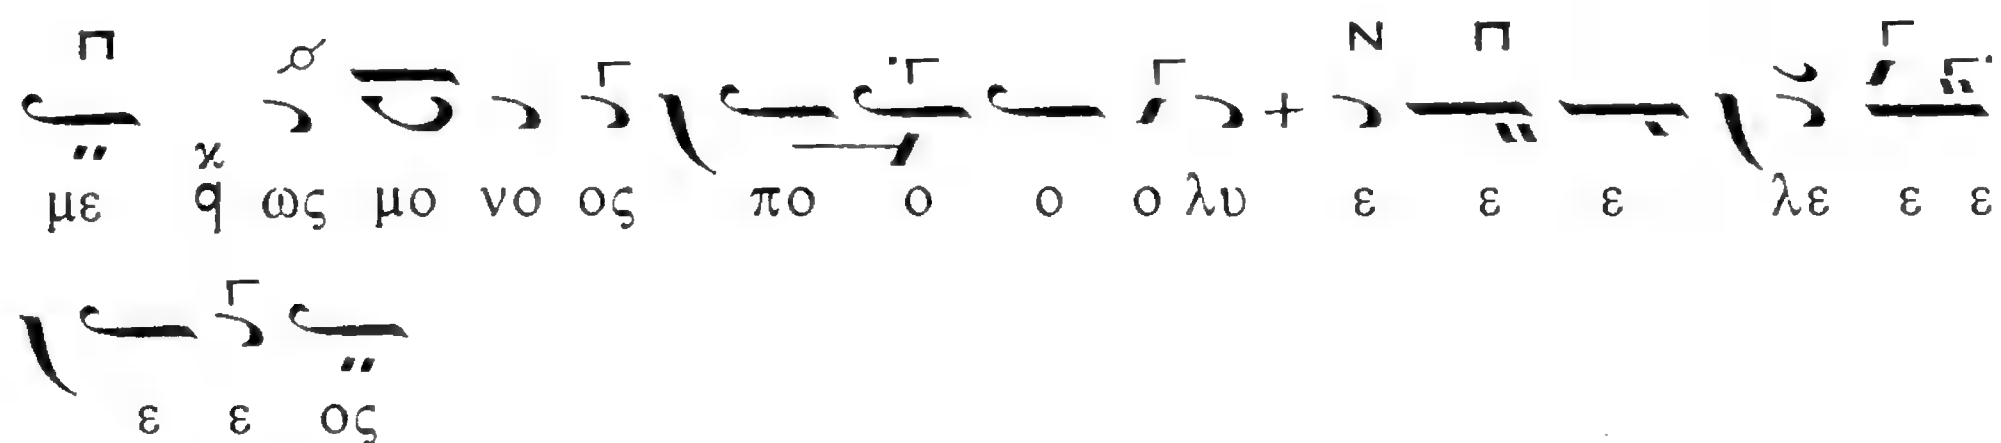 με ϗ q ως μο νο ος πο ο ο ο λυ + ε ε ε λε ε ε
ε ε ος